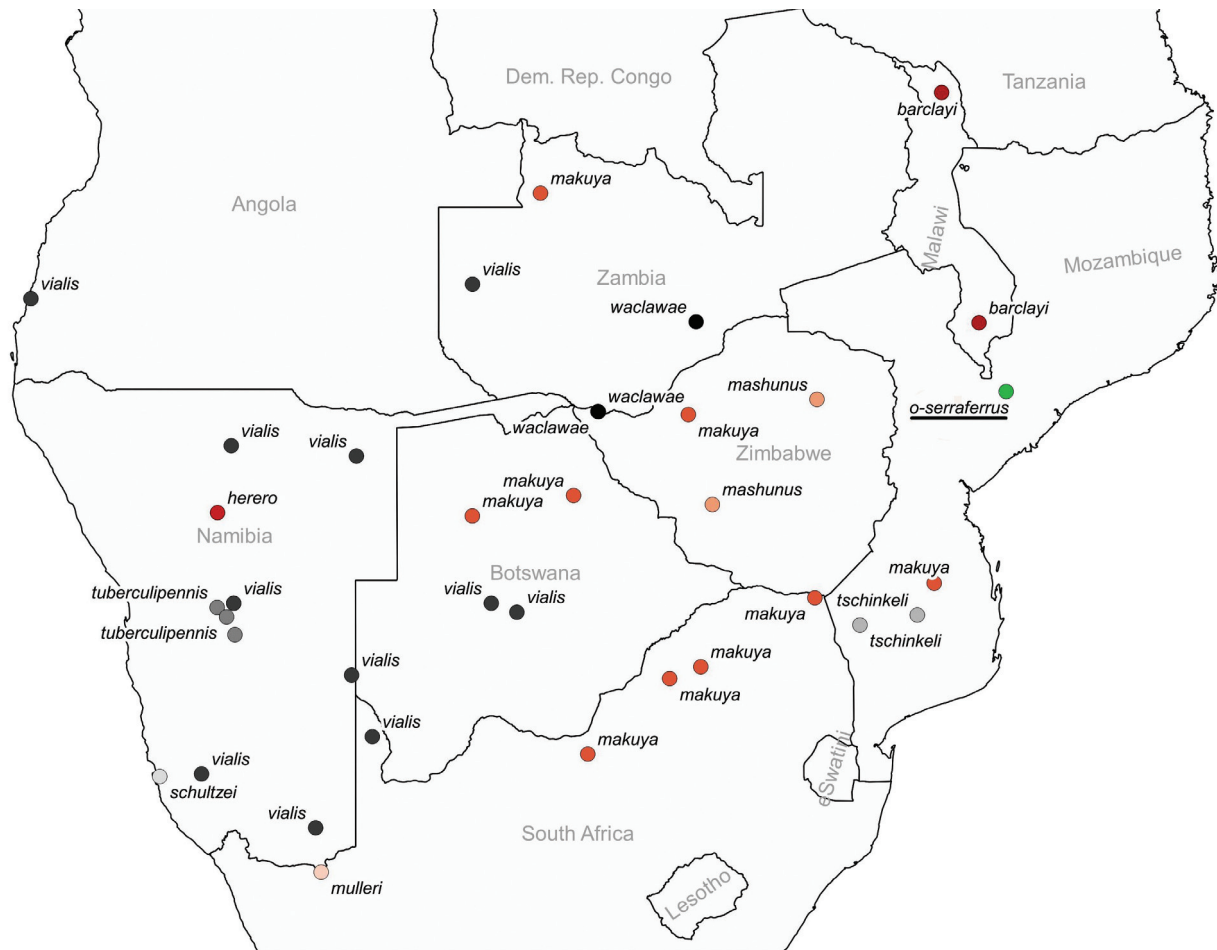 Dem. Rep. Congo
Tanzania
barclayi
makuya
Angola
Malawi
Mozambique
vialis
vialis
Zambia
waclawae
barclayi
mashunus
waclawae
o-serraferrus
waclawae
makuya
vialis
vialis
Zimbabwe
makuya
makuya
mashunus
herero
Namibia
Botswana
makuya
tuberculipennis
vialis
vialis
vialis
makuya
tschinkeli
tuberculipennis
tschinkeli
vialis
makuya
makuya
vialis
makuya
eSwatini
vialis
schultzei
vialis
South Africa
mulleri
Lesotho